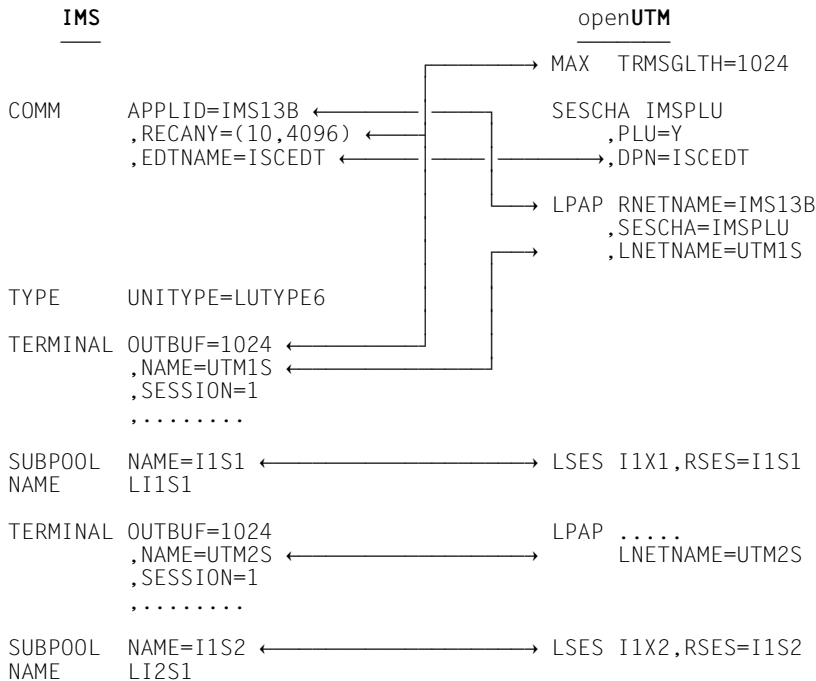 IMS openUTM
MAX TRMSGLTH=1024
COMM APPLID=IMS13B SESCHA IMSPLU
,RECANY=(10,4096) ,PLU=Y
,EDTNAME=ISCEDT ,DPN=ISCEDT
LPAP RNETNAME=IMS13B
,SESCHA=IMSPLU
,LNETNAME=UTM1S
TYPE UNITYPE=LUTYPE6
TERMINAL OUTBUF=1024
,NAME=UTM1S
,SESSION=1
,........
SUBPOOL NAME=I1S1 LSES I1X1,RSES=I1S1
NAME LI1S1
TERMINAL OUTBUF=1024 LPAP .....
,NAME=UTM2S LNETNAME=UTM2S
,SESSION=1
,........
SUBPOOL NAME=I1S2 LSES I1X2,RSES=I1S2
NAME LI2S1